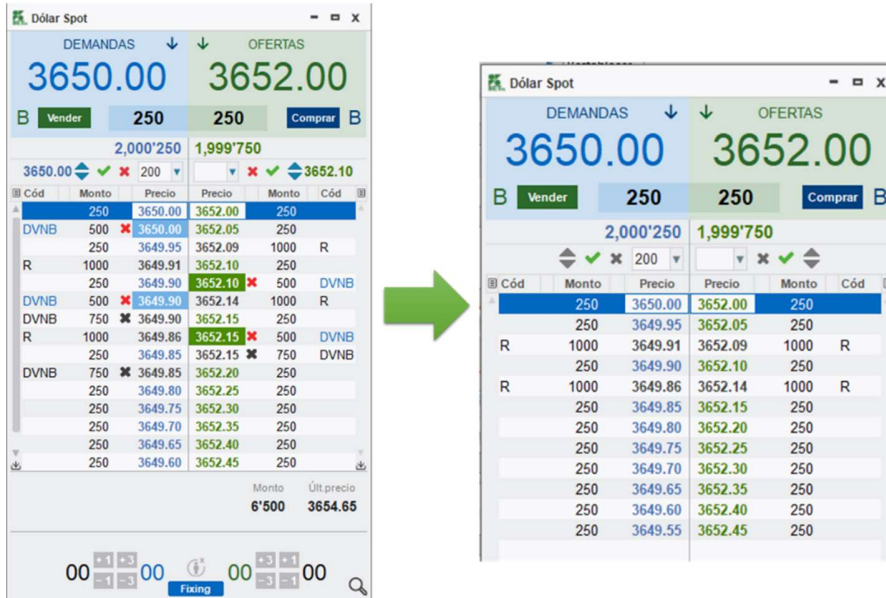 Dólar Spot
DEMANDAS OFERTAS
3650.00 3652.00
B Vender 250 250 Comprar B
2,000'250 1,999'750
3650.00 200 3652.10
Cód Monto Precio Precio Monto Cód
250 3650.00 3652.00 250
DVNB 500 3650.00 3652.05 250
250 3649.95 3652.09 1000 R
R 1000 3649.91 3652.10 250
250 3649.90 3652.10 500 DVNB
DVNB 500 3649.90 3652.14 1000 R
DVNB 750 3649.90 3652.15 250
R 1000 3649.86 3652.15 500 DVNB
250 3649.85 3652.15 750 DVNB
DVNB 750 3649.85 3652.20 250
250 3649.80 3652.25 250
250 3649.75 3652.30 250
250 3649.70 3652.35 250
250 3649.65 3652.40 250
250 3649.60 3652.45 250
Monto Últ.precio
6'500 3654.65
+1 +3 +3 +1
00 00 00 00
-1 -3 -3 -1
Fixing
Dólar Spot
DEMANDAS OFERTAS
3650.00 3652.00
B Vender 250 250 Comprar B
2,000'250 1,999'750
200
Cód Monto Precio Precio Monto Cód
250 3650.00 3652.00 250
250 3649.95 3652.05 250
R 1000 3649.91 3652.09 1000 R
250 3649.90 3652.10 250
R 1000 3649.86 3652.14 1000 R
250 3649.85 3652.15 250
250 3649.80 3652.20 250
250 3649.75 3652.25 250
250 3649.70 3652.30 250
250 3649.65 3652.35 250
250 3649.60 3652.40 250
250 3649.55 3652.45 250